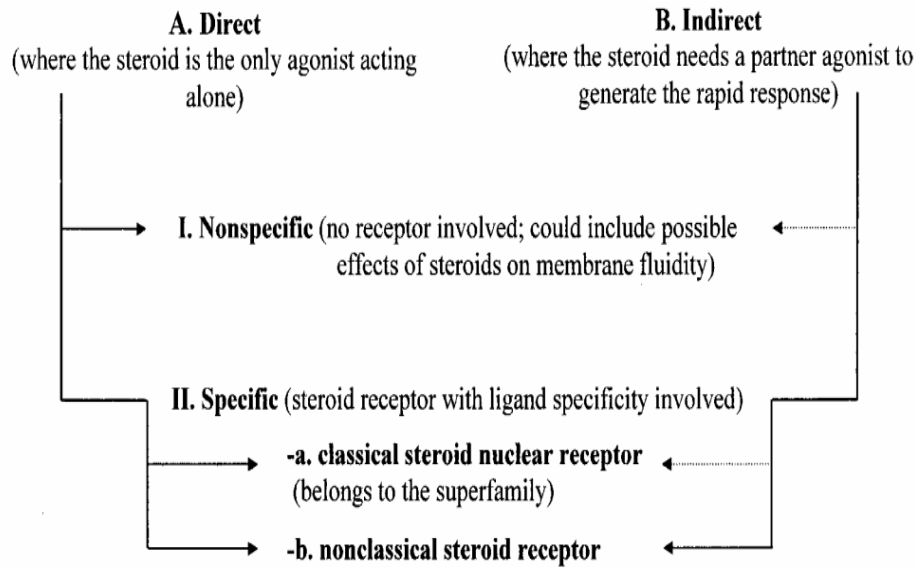 A. Direct
(where the steroid is the only agonist acting
alone)
B. Indirect
(where the steroid needs a partner agonist to
generate the rapid response)
I. Nonspecific (no receptor involved; could include possible
effects of steroids on membrane fluidity)
II. Specific (steroid receptor with ligand specificity involved)
-a. classical steroid nuclear receptor
(belongs to the superfamily)
-b. nonclassical steroid receptor